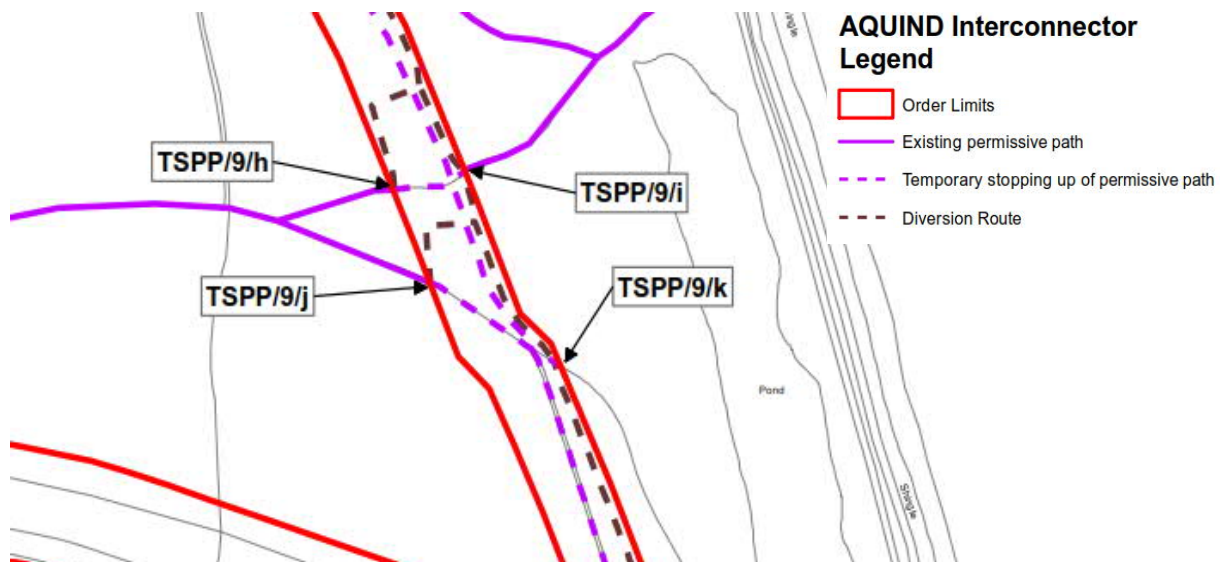 AQUIND Interconnector
Legend
Order Limits
Existing permissive path
Temporary stopping up of permissive path
Diversion Route
Shingle
TSPP/9/h
TSPP/9/i
TSPP/9/j
TSPP/9/k
Pond
Shingle